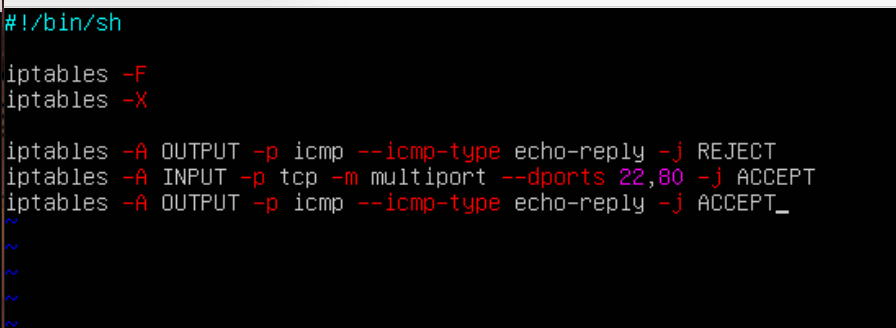 #!/bin/sh
iptables -F
iptables -X
iptables -A OUTPUT -p icmp --icmp-type echo-reply -j REJECT
iptables -A INPUT -p tcp -m multiport --dports 22,80 -j ACCEPT
iptables -A OUTPUT -p icmp --icmp-type echo-reply -j ACCEPT_
~
~
~
~
~